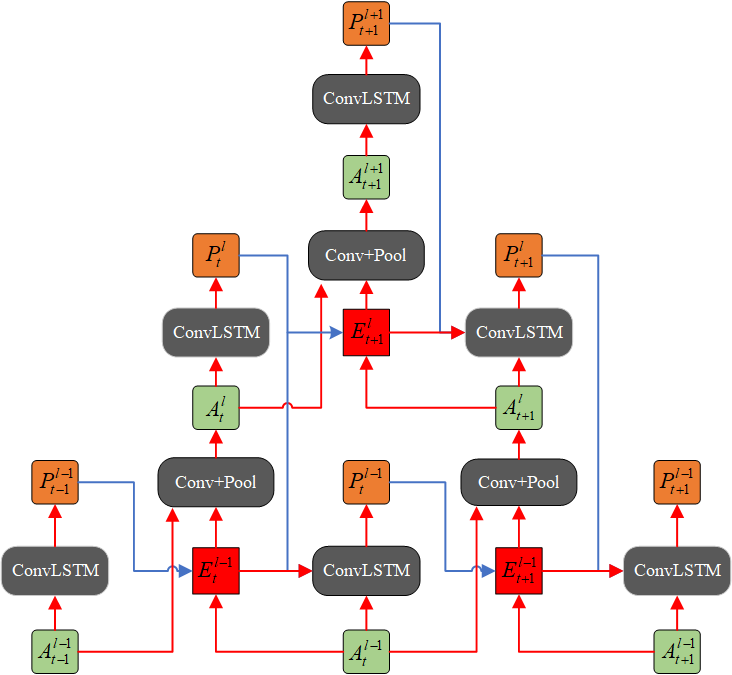 P_{t+1}^{l+1}
ConvLSTM
A_{t+1}^{l+1}
P_t^l
Conv+Pool
P_{t+1}^l
ConvLSTM
E_{t+1}^l
ConvLSTM
A_t^l
A_{t+1}^l
P_{t-1}^{l-1}
Conv+Pool
P_t^{l-1}
Conv+Pool
P_{t+1}^{l-1}
ConvLSTM
E_t^{l-1}
ConvLSTM
E_{t+1}^{l-1}
ConvLSTM
A_{t-1}^{l-1}
A_t^{l-1}
A_{t+1}^{l-1}